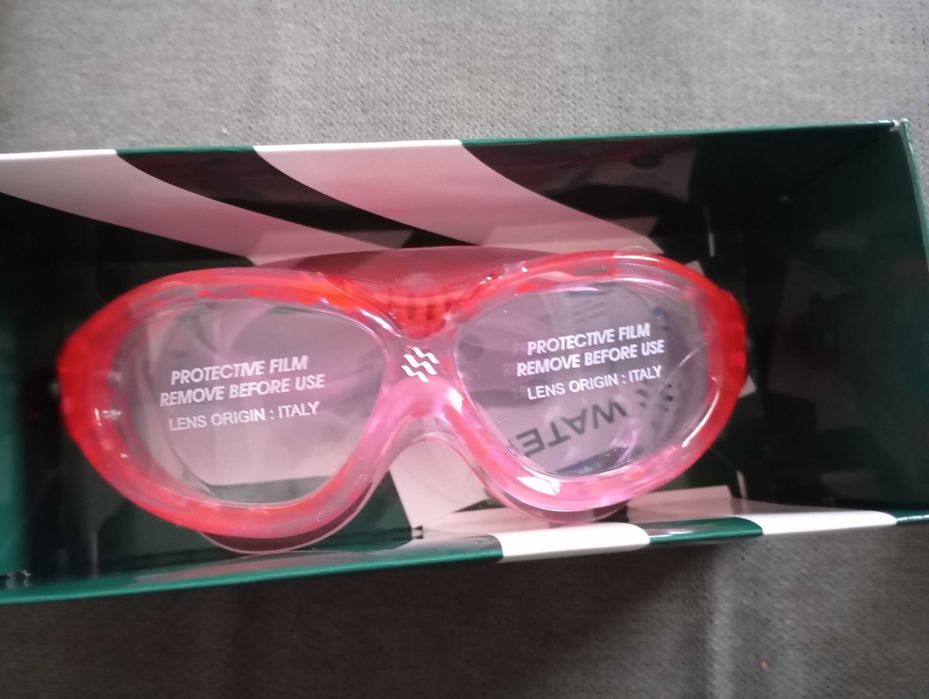 PROTECTIVE FILM
REMOVE BEFORE USE
LENS ORIGIN : ITALY
PROTECTIVE FILM
REMOVE BEFORE USE
LENS ORIGIN : ITALY